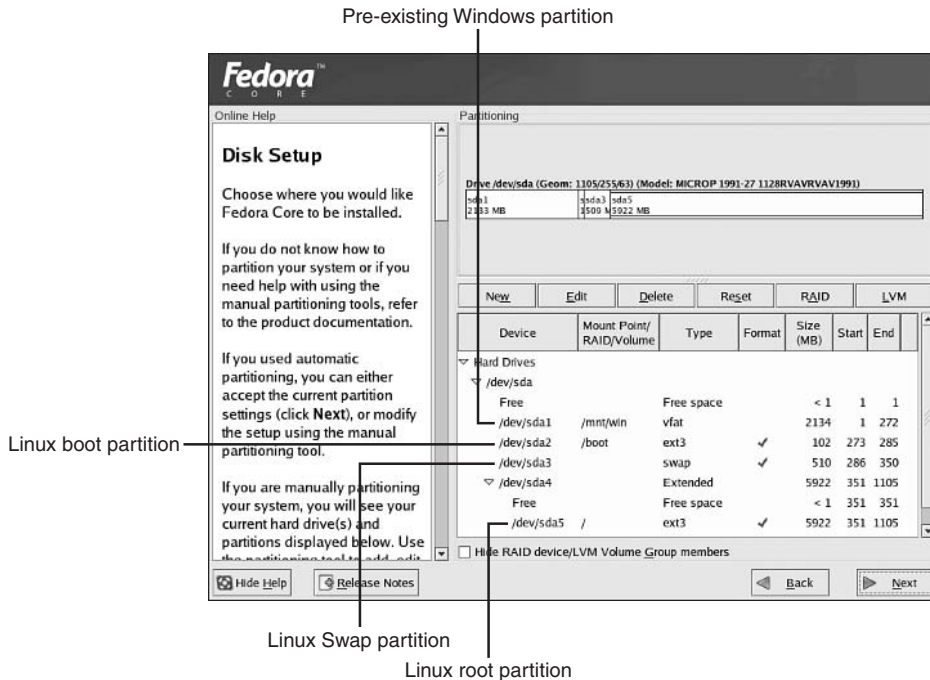 Pre-existing Windows partition
Fedora™
CORE
Online Help
Disk Setup
Choose where you would like
Fedora Core to be installed.
If you do not know how to
partition your system or if you
need help with using the
manual partitioning tools, refer
to the product documentation.
If you used automatic
partitioning, you can either
accept the current partition
settings (click Next), or modify
the setup using the manual
partitioning tool.
If you are manually partitioning
your system, you will see your
current hard drive(s) and
partitions displayed below. Use
the partitioning tool to add, edit
Partitioning
Drive /dev/sda (Geom: 1105/255/63) (Model: MICROP 1991-27 1128RVAVRVAV1991)
sda1 s sda3 sda5
2133 MB 1 509 M 5922 MB
New Edit Delete Reset RAID LVM
Device Mount Point/ RAID/Volume Type Format Size (MB) Start End
Hard Drives
/dev/sda
Free Free space < 1 1 1
/dev/sda1 /mnt/win vfat 2134 1 272
/dev/sda2 /boot ext3 ✓ 102 273 285
/dev/sda3 swap ✓ 510 286 350
/dev/sda4 Extended 5922 351 1105
Free Free space < 1 351 351
/dev/sda5 / ext3 ✓ 5922 351 1105
Hide RAID device/LVM Volume Group members
Hide Help Release Notes Back Next
Linux boot partition
Linux Swap partition
Linux root partition